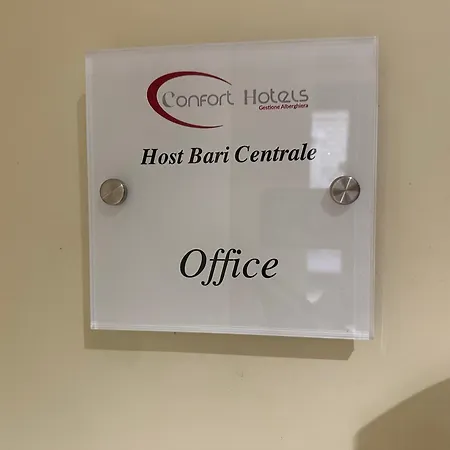 Confort Hotels
Gestione Alberghiera
Host Bari Centrale
Office